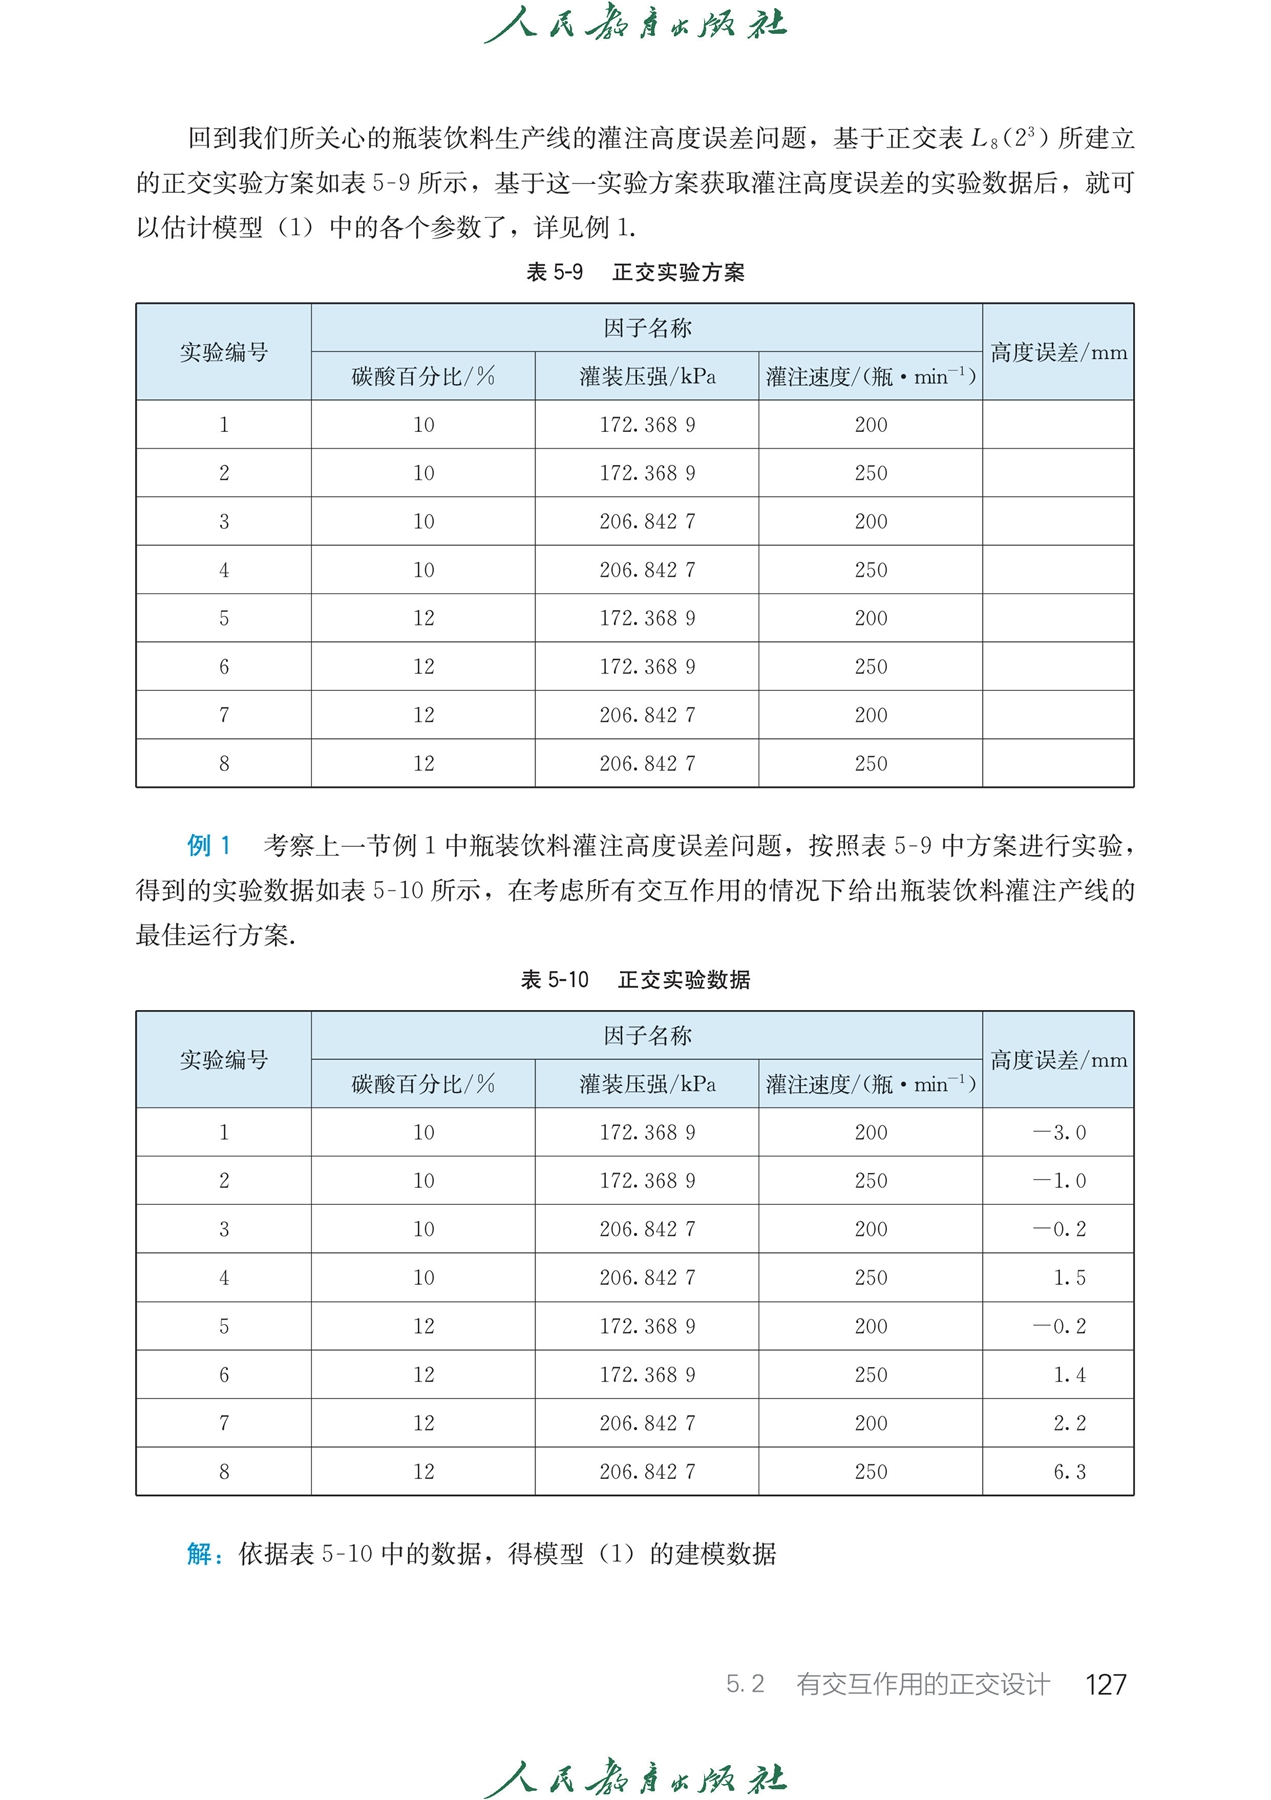 人民教育出版社
回到我们所关心的瓶装饮料生产线的灌注高度误差问题，基于正交表 L₈(2³) 所建立
的正交实验方案如表 5-9 所示，基于这一实验方案获取灌注高度误差的实验数据后，就可
以估计模型（1）中的各个参数了，详见例 1.
表 5-9 正交实验方案
实验编号 因子名称 高度误差/mm
碳酸百分比/% 灌装压强/kPa 灌注速度/(瓶·min⁻¹)
1 10 172.368 9 200
2 10 172.368 9 250
3 10 206.842 7 200
4 10 206.842 7 250
5 12 172.368 9 200
6 12 172.368 9 250
7 12 206.842 7 200
8 12 206.842 7 250
例 1 考察上一节例 1 中瓶装饮料灌注高度误差问题，按照表 5-9 中方案进行实验，
得到的实验数据如表 5-10 所示，在考虑所有交互作用的情况下给出瓶装饮料灌注产线的
最佳运行方案.
表 5-10 正交实验数据
实验编号 因子名称 高度误差/mm
碳酸百分比/% 灌装压强/kPa 灌注速度/(瓶·min⁻¹)
1 10 172.368 9 200 −3.0
2 10 172.368 9 250 −1.0
3 10 206.842 7 200 −0.2
4 10 206.842 7 250 1.5
5 12 172.368 9 200 −0.2
6 12 172.368 9 250 1.4
7 12 206.842 7 200 2.2
8 12 206.842 7 250 6.3
解：依据表 5-10 中的数据，得模型（1）的建模数据
5.2 有交互作用的正交设计 127
人民教育出版社